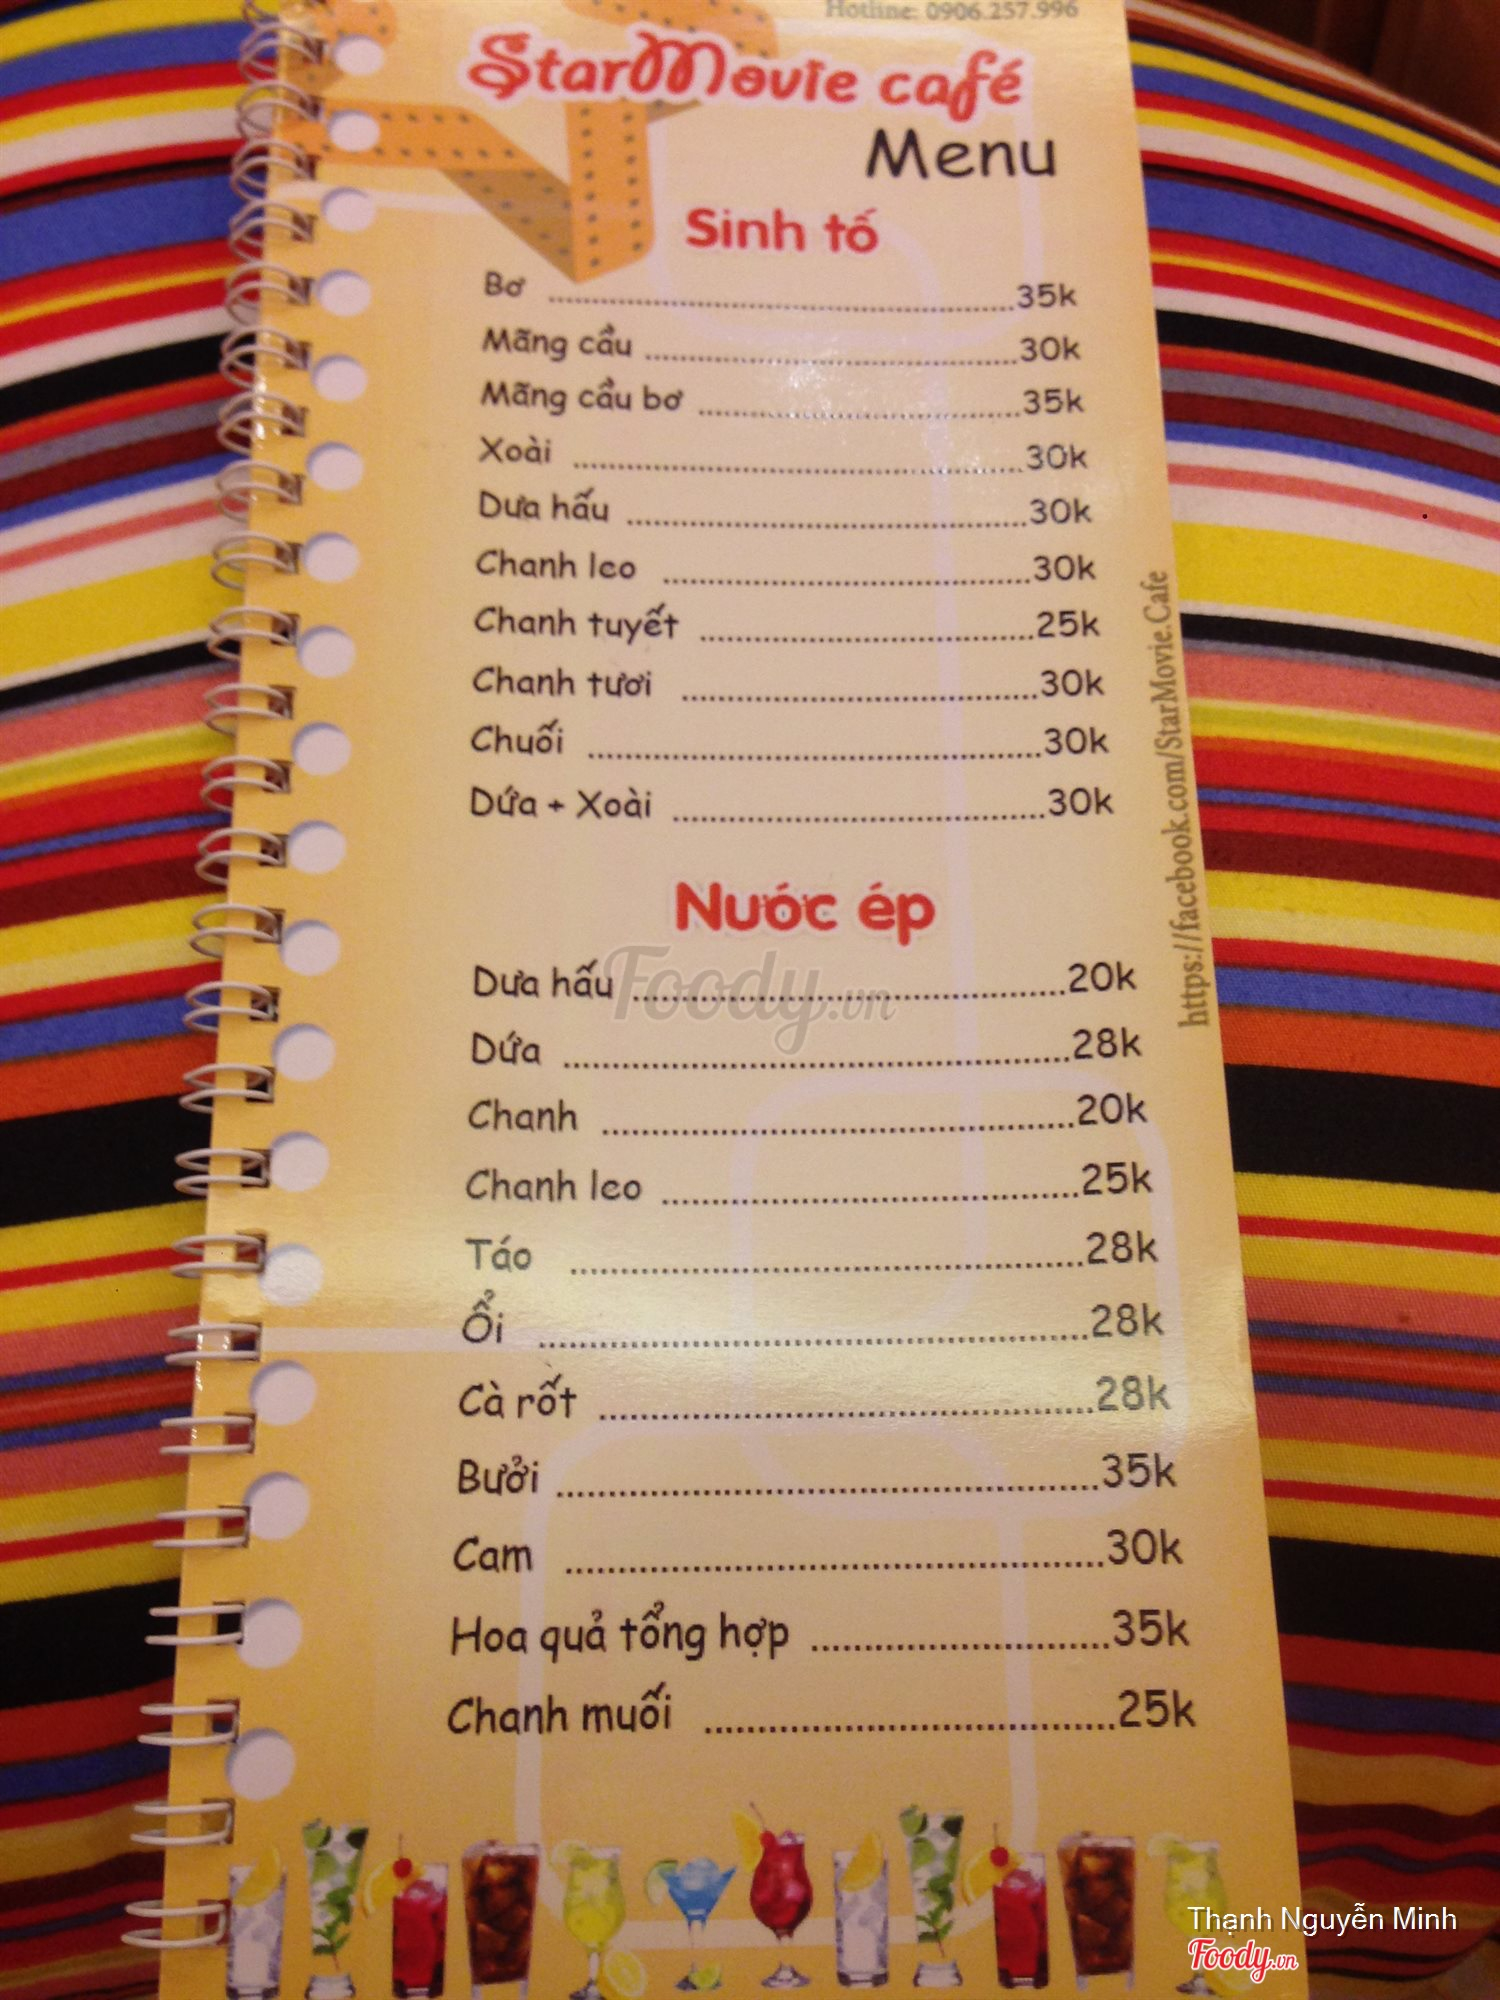 Hotline: 0906.257.996
StarMovie café
Menu
Sinh tố
Bơ ........ 35k
Mãng cầu ........ 30k
Mãng cầu bơ ........ 35k
Xoài ........ 30k
Dưa hấu ........ 30k
Chanh leo ........ 30k
Chanh tuyết ........ 25k
Chanh tươi ........ 30k
Chuối ........ 30k
Dứa + Xoài ........ 30k
Nước ép
Dưa hấu ........ 20k
Dứa ........ 28k
Chanh ........ 20k
Chanh leo ........ 25k
Táo ........ 28k
Ổi ........ 28k
Cà rốt ........ 28k
Bưởi ........ 35k
Cam ........ 30k
Hoa quả tổng hợp ........ 35k
Chanh muối ........ 25k
https://facebook.com/StarMovie.Cafe
Foody.vn
Thạnh Nguyễn Minh
Foody.vn